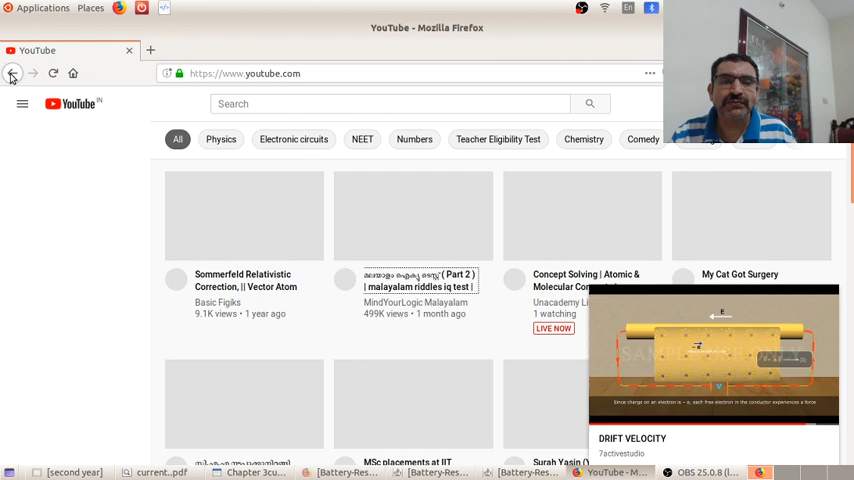 Applications Places En
YouTube - Mozilla Firefox
YouTube
https://www.youtube.com
YouTube IN
Search
All Physics Electronic circuits NEET Numbers Teacher Eligibility Test Chemistry Comedy
Sommerfeld Relativistic
Correction, || Vector Atom
Basic Figiks
9.1K views • 1 year ago
മലയാളം ഐക്യു ടെസ്റ്റ് ( Part 2 )
| malayalam riddles iq test |
MindYourLogic Malayalam
499K views • 1 month ago
Concept Solving | Atomic &
Unacademy
1 watching
LIVE NOW
My Cat Got Surgery
E
Since charge on an electron is - e, each free electron in the conductor experiences a force
DRIFT VELOCITY
7activestudio
MSc placements at IIT
[second year] current..pdf Chapter 3cu... [Battery-Res... [Battery-Res... [Battery-Res... YouTube - M... OBS 25.0.8 (l...